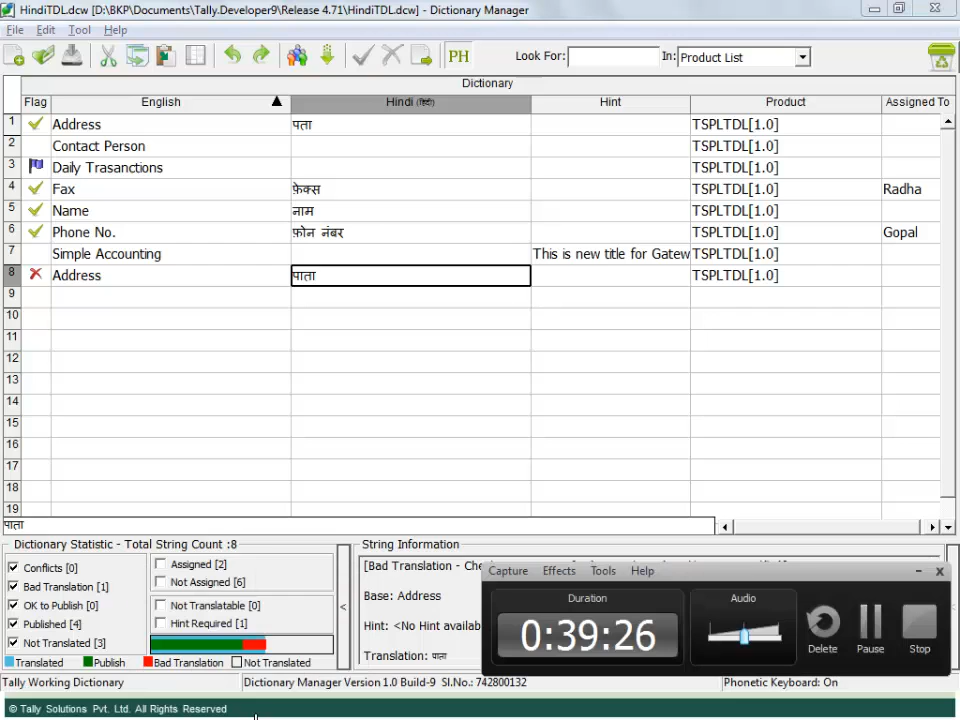 HindiTDL.dcw [D:\BKP\Documents\Tally.Developer9\Release 4.71\HindiTDL.dcw] - Dictionary Manager
File Edit Tool Help
PH Look For: In: Product List
Dictionary
Flag English Hindi (हिन्दी) Hint Product Assigned To
1 Address पता TSPLTDL[1.0]
2 Contact Person TSPLTDL[1.0]
3 Daily Trasanctions TSPLTDL[1.0]
4 Fax फ़ेक्स TSPLTDL[1.0] Radha
5 Name नाम TSPLTDL[1.0]
6 Phone No. फ़ोन नंबर TSPLTDL[1.0] Gopal
7 Simple Accounting This is new title for Gatew TSPLTDL[1.0]
8 Address पाता TSPLTDL[1.0]
9
10
11
12
13
14
15
16
17
18
19
पाता
Dictionary Statistic - Total String Count :8
Conflicts [0]
Bad Translation [1]
OK to Publish [0]
Published [4]
Not Translated [3]
Assigned [2]
Not Assigned [6]
Not Translatable [0]
Hint Required [1]
Translated Publish Bad Translation Not Translated
<
String Information
[Bad Translation - Che
Base: Address
Hint: <No Hint availab
Translation: पाता
Capture Effects Tools Help
Duration
0:39:26
Audio
Delete Pause Stop
Tally Working Dictionary Dictionary Manager Version 1.0 Build-9 Sl.No.: 742800132 Phonetic Keyboard: On
© Tally Solutions Pvt. Ltd. All Rights Reserved